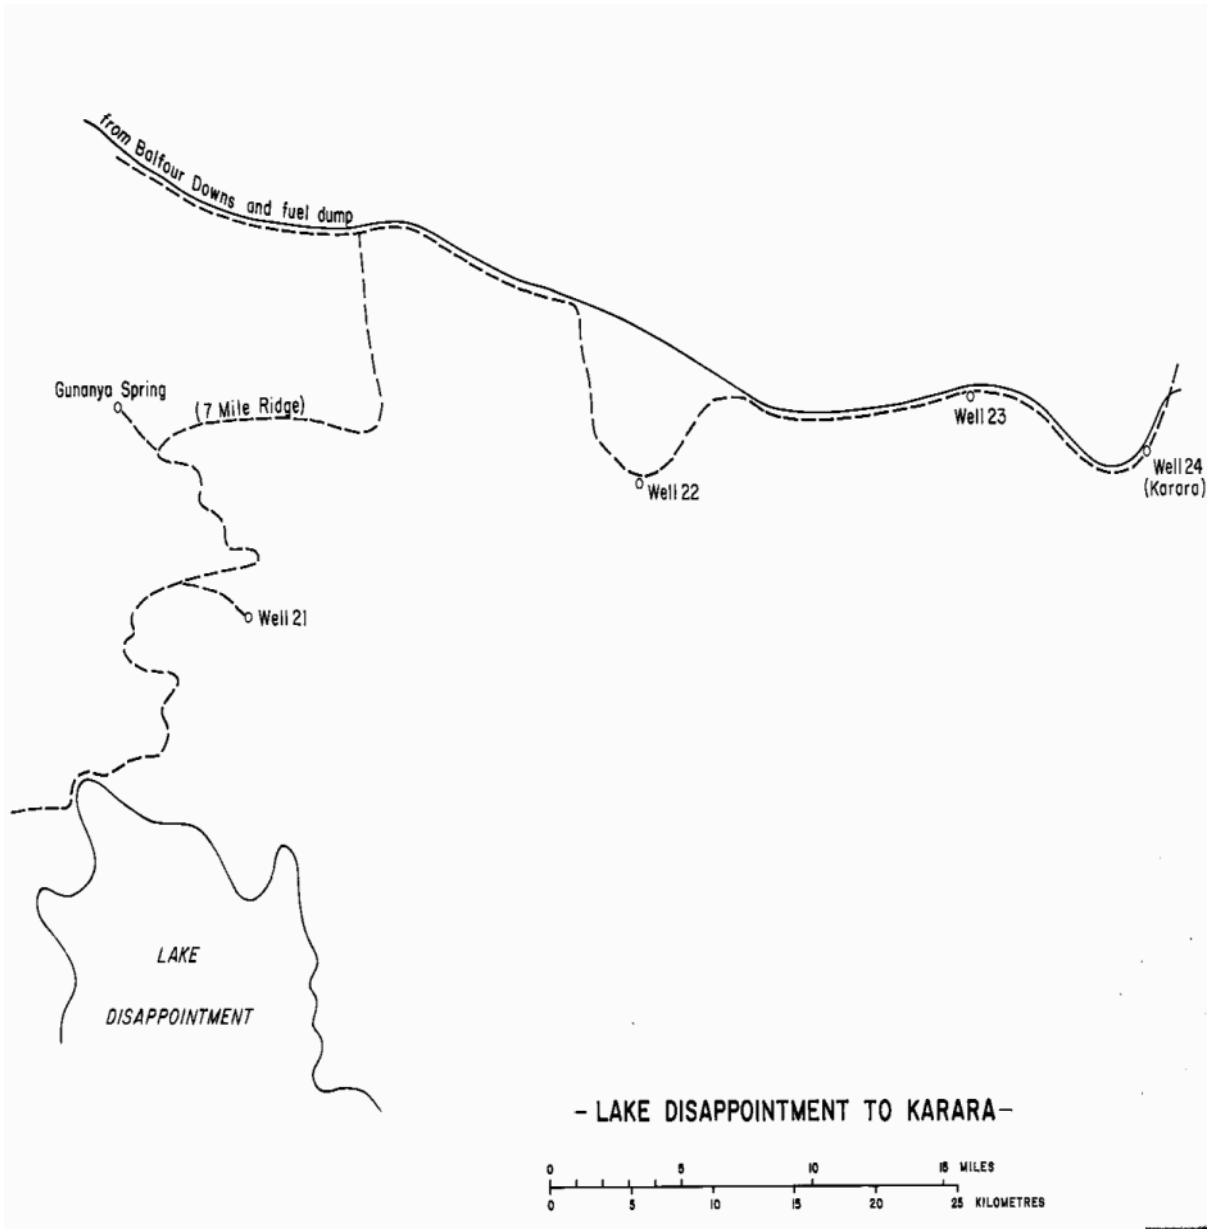 from Balfour Downs and fuel dump
Gunanya Spring
(7 Mile Ridge)
Well 23
Well 24
(Karara)
Well 22
Well 21
LAKE
DISAPPOINTMENT
- LAKE DISAPPOINTMENT TO KARARA -
0 5 10 15 MILES
0 5 10 15 20 25 KILOMETRES